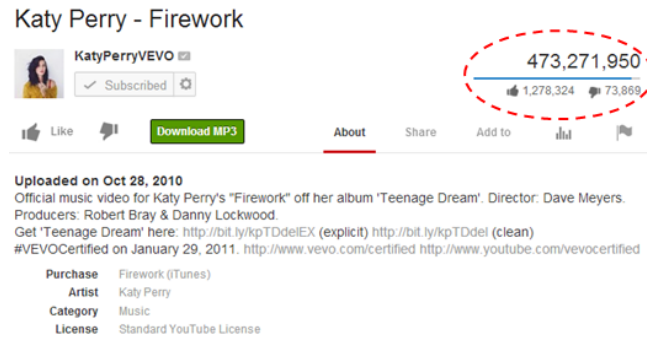 Katy Perry - Firework
KatyPerryVEVO
Subscribed
473,271,950
1,278,324 73,869
Like Download MP3 About Share Add to
Uploaded on Oct 28, 2010
Official music video for Katy Perry's "Firework" off her album 'Teenage Dream'. Director: Dave Meyers.
Producers: Robert Bray & Danny Lockwood.
Get 'Teenage Dream' here: http://bit.ly/kpTDdelEX (explicit) http://bit.ly/kpTDdel (clean)
#VEVOCertified on January 29, 2011. http://www.vevo.com/certified http://www.youtube.com/vevocertified
Purchase Firework (iTunes)
Artist Katy Perry
Category Music
License Standard YouTube License